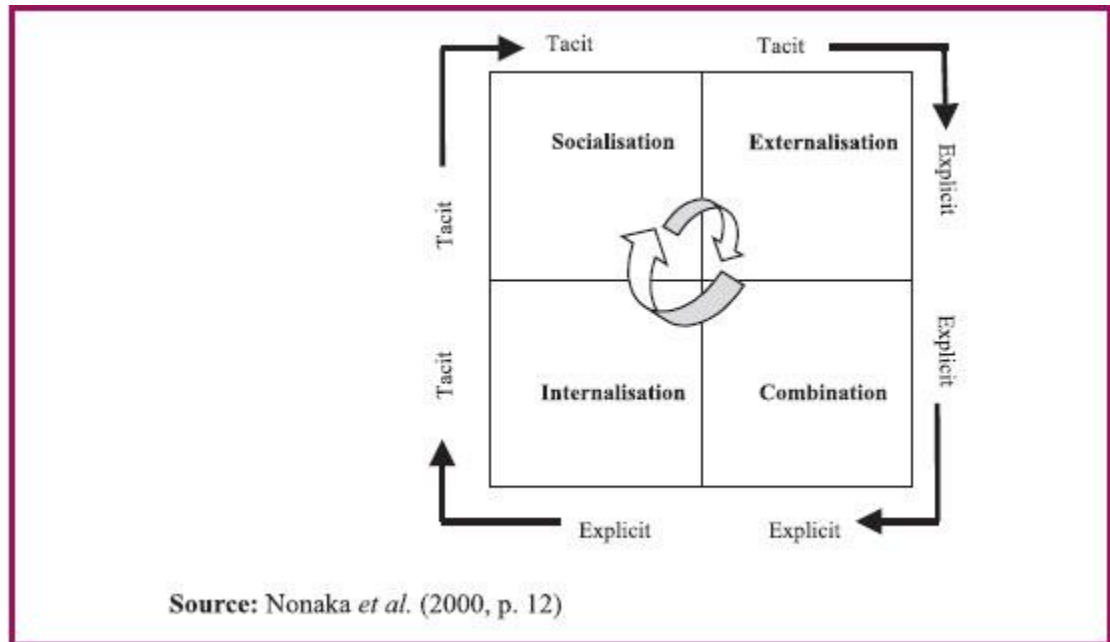 Tacit Tacit
Socialisation Externalisation
Tacit Explicit
Tacit Explicit
Internalisation Combination
Explicit Explicit
Source: Nonaka et al. (2000, p. 12)